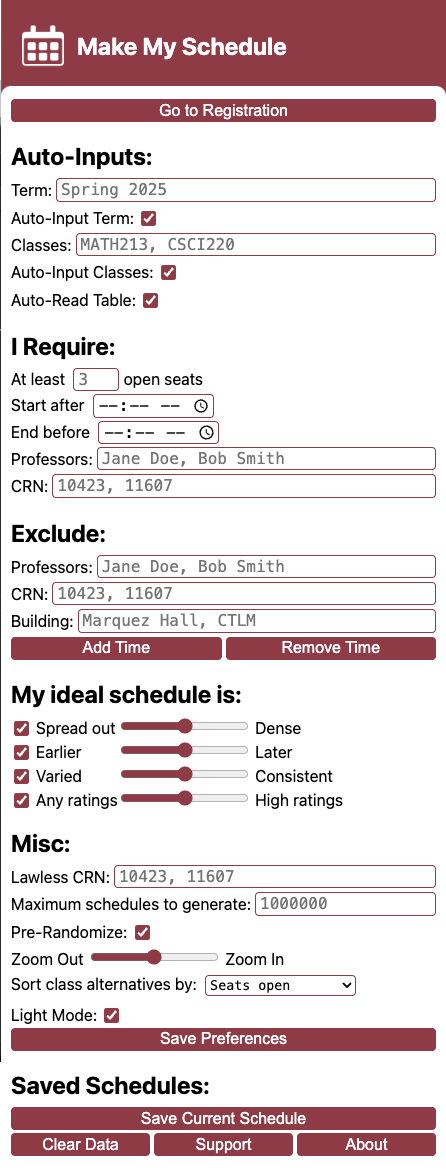 Make My Schedule
Go to Registration
Auto-Inputs:
Term: Spring 2025
Auto-Input Term:
Classes: MATH213, CSCI220
Auto-Input Classes:
Auto-Read Table:
I Require:
At least 3 open seats
Start after --:-- --
End before --:-- --
Professors: Jane Doe, Bob Smith
CRN: 10423, 11607
Exclude:
Professors: Jane Doe, Bob Smith
CRN: 10423, 11607
Building: Marquez Hall, CTLM
Add Time Remove Time
My ideal schedule is:
Spread out Dense
Earlier Later
Varied Consistent
Any ratings High ratings
Misc:
Lawless CRN: 10423, 11607
Maximum schedules to generate: 1000000
Pre-Randomize:
Zoom Out Zoom In
Sort class alternatives by: Seats open
Light Mode:
Save Preferences
Saved Schedules:
Save Current Schedule
Clear Data Support About